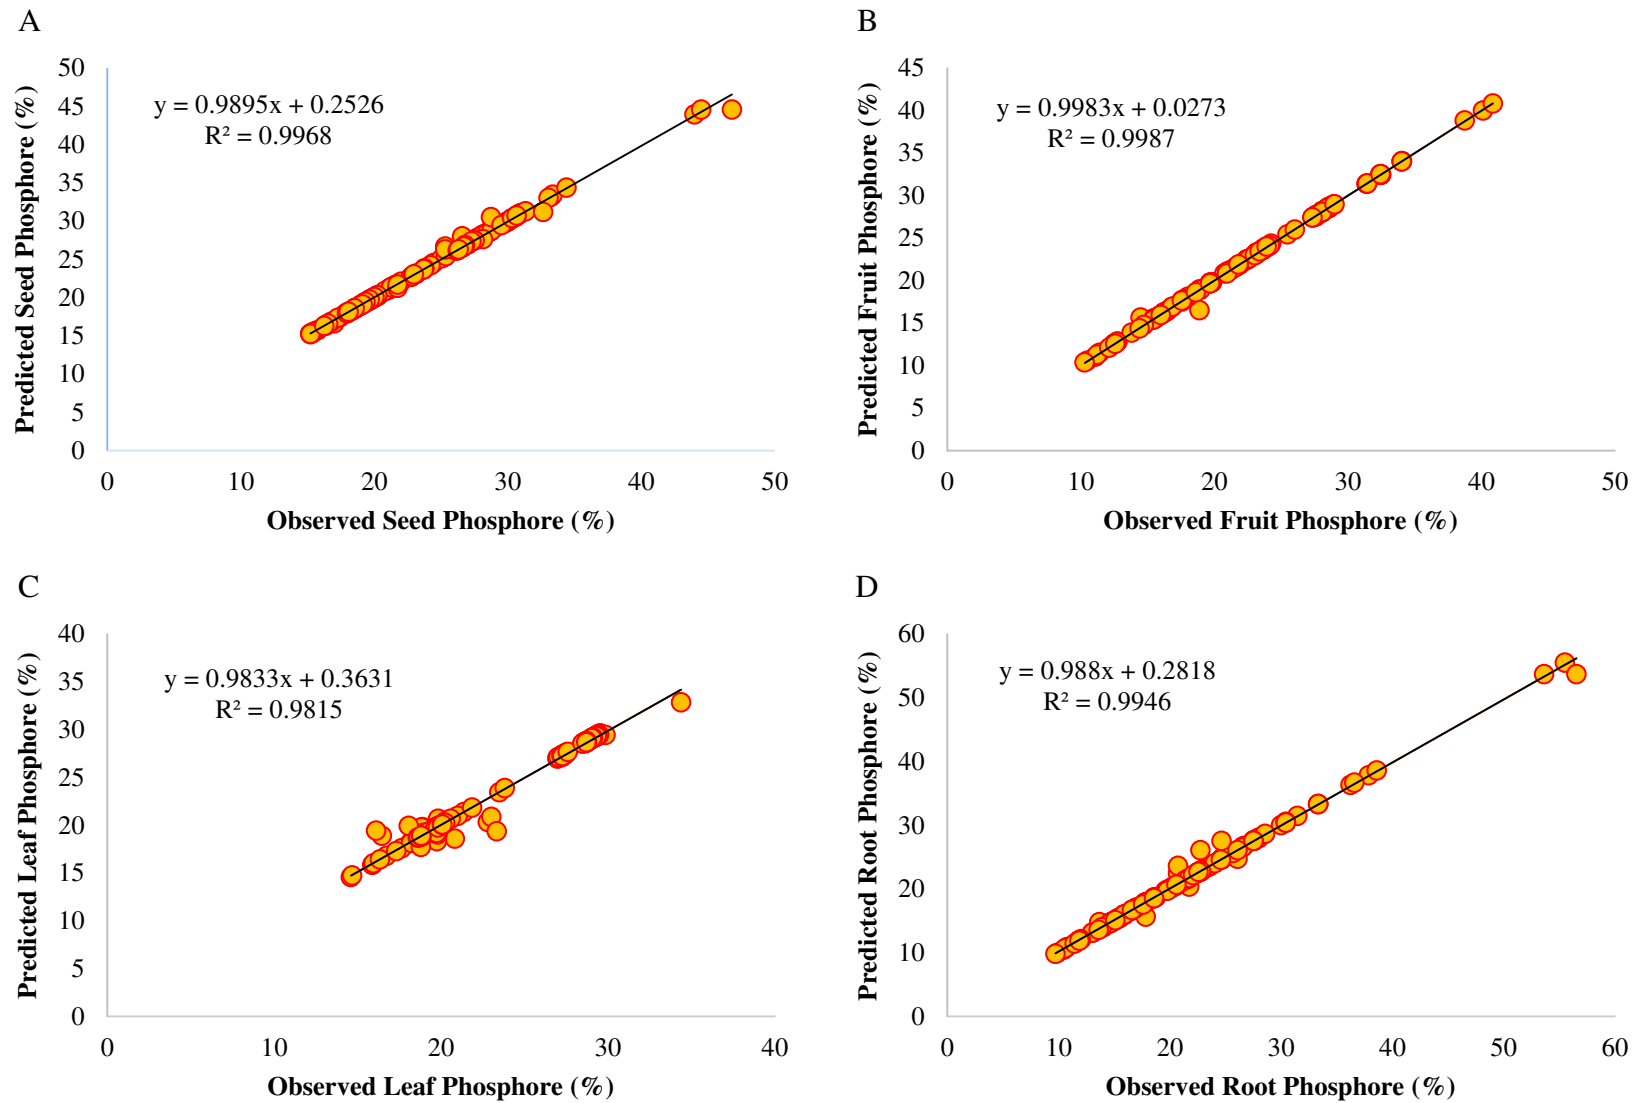 A
Predicted Seed Phosphore (%)
50
45
40
35
30
25
20
15
10
5
0
y = 0.9895x + 0.2526
R² = 0.9968
0 10 20 30 40 50
Observed Seed Phosphore (%)
B
Predicted Fruit Phosphore (%)
45
40
35
30
25
20
15
10
5
0
y = 0.9983x + 0.0273
R² = 0.9987
0 10 20 30 40 50
Observed Fruit Phosphore (%)
C
Predicted Leaf Phosphore (%)
40
35
30
25
20
15
10
5
0
y = 0.9833x + 0.3631
R² = 0.9815
0 10 20 30 40
Observed Leaf Phosphore (%)
D
Predicted Root Phosphore (%)
60
50
40
30
20
10
0
y = 0.988x + 0.2818
R² = 0.9946
0 10 20 30 40 50 60
Observed Root Phosphore (%)